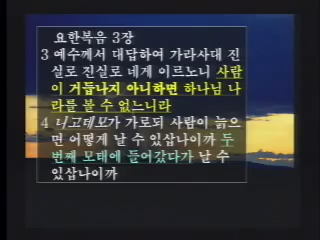 요한복음 3장
3 예수께서 대답하여 가라사대 진
실로 진실로 네게 이르노니 사람
이 거듭나지 아니하면 하나님 나
라를 볼 수 없느니라
4 니고데모가 가로되 사람이 늙으
면 어떻게 날 수 있삽나이까 두
번째 모태에 들어갔다가 날 수
있삽나이까